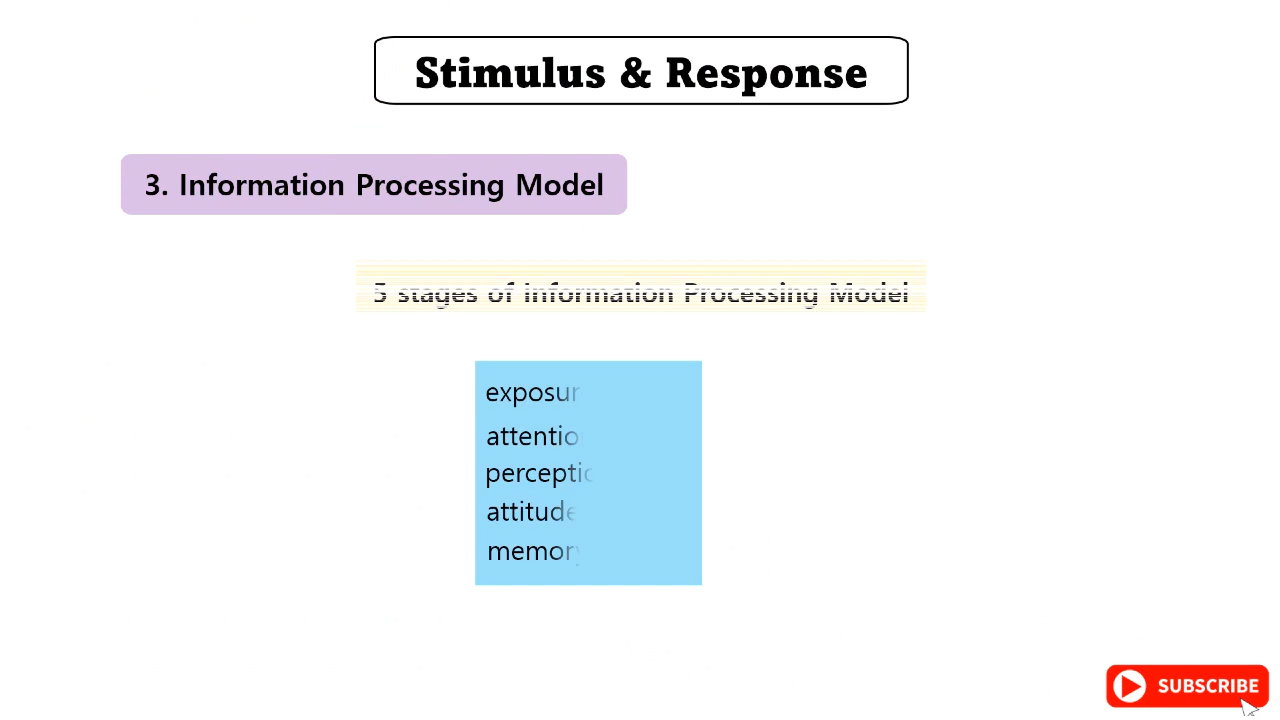 Stimulus & Response
3. Information Processing Model
5 stages of Information Processing Model
exposur
attentio
perceptio
attitude
memory
SUBSCRIBE